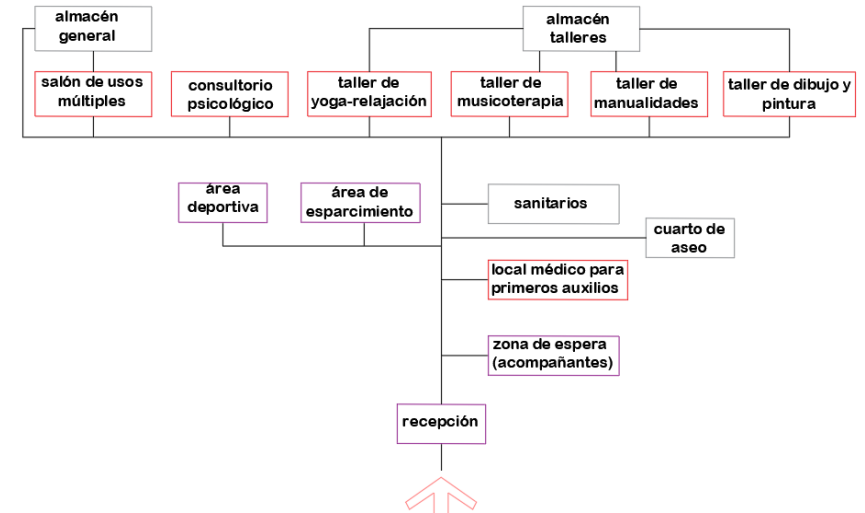 almacén
general
almacén
talleres
salón de usos
múltiples
consultorio
psicológico
taller de
yoga-relajación
taller de
musicoterapia
taller de
manualidades
taller de dibujo y
pintura
área
deportiva
área de
esparcimiento
sanitarios
cuarto de
aseo
local médico para
primeros auxilios
zona de espera
(acompañantes)
recepción